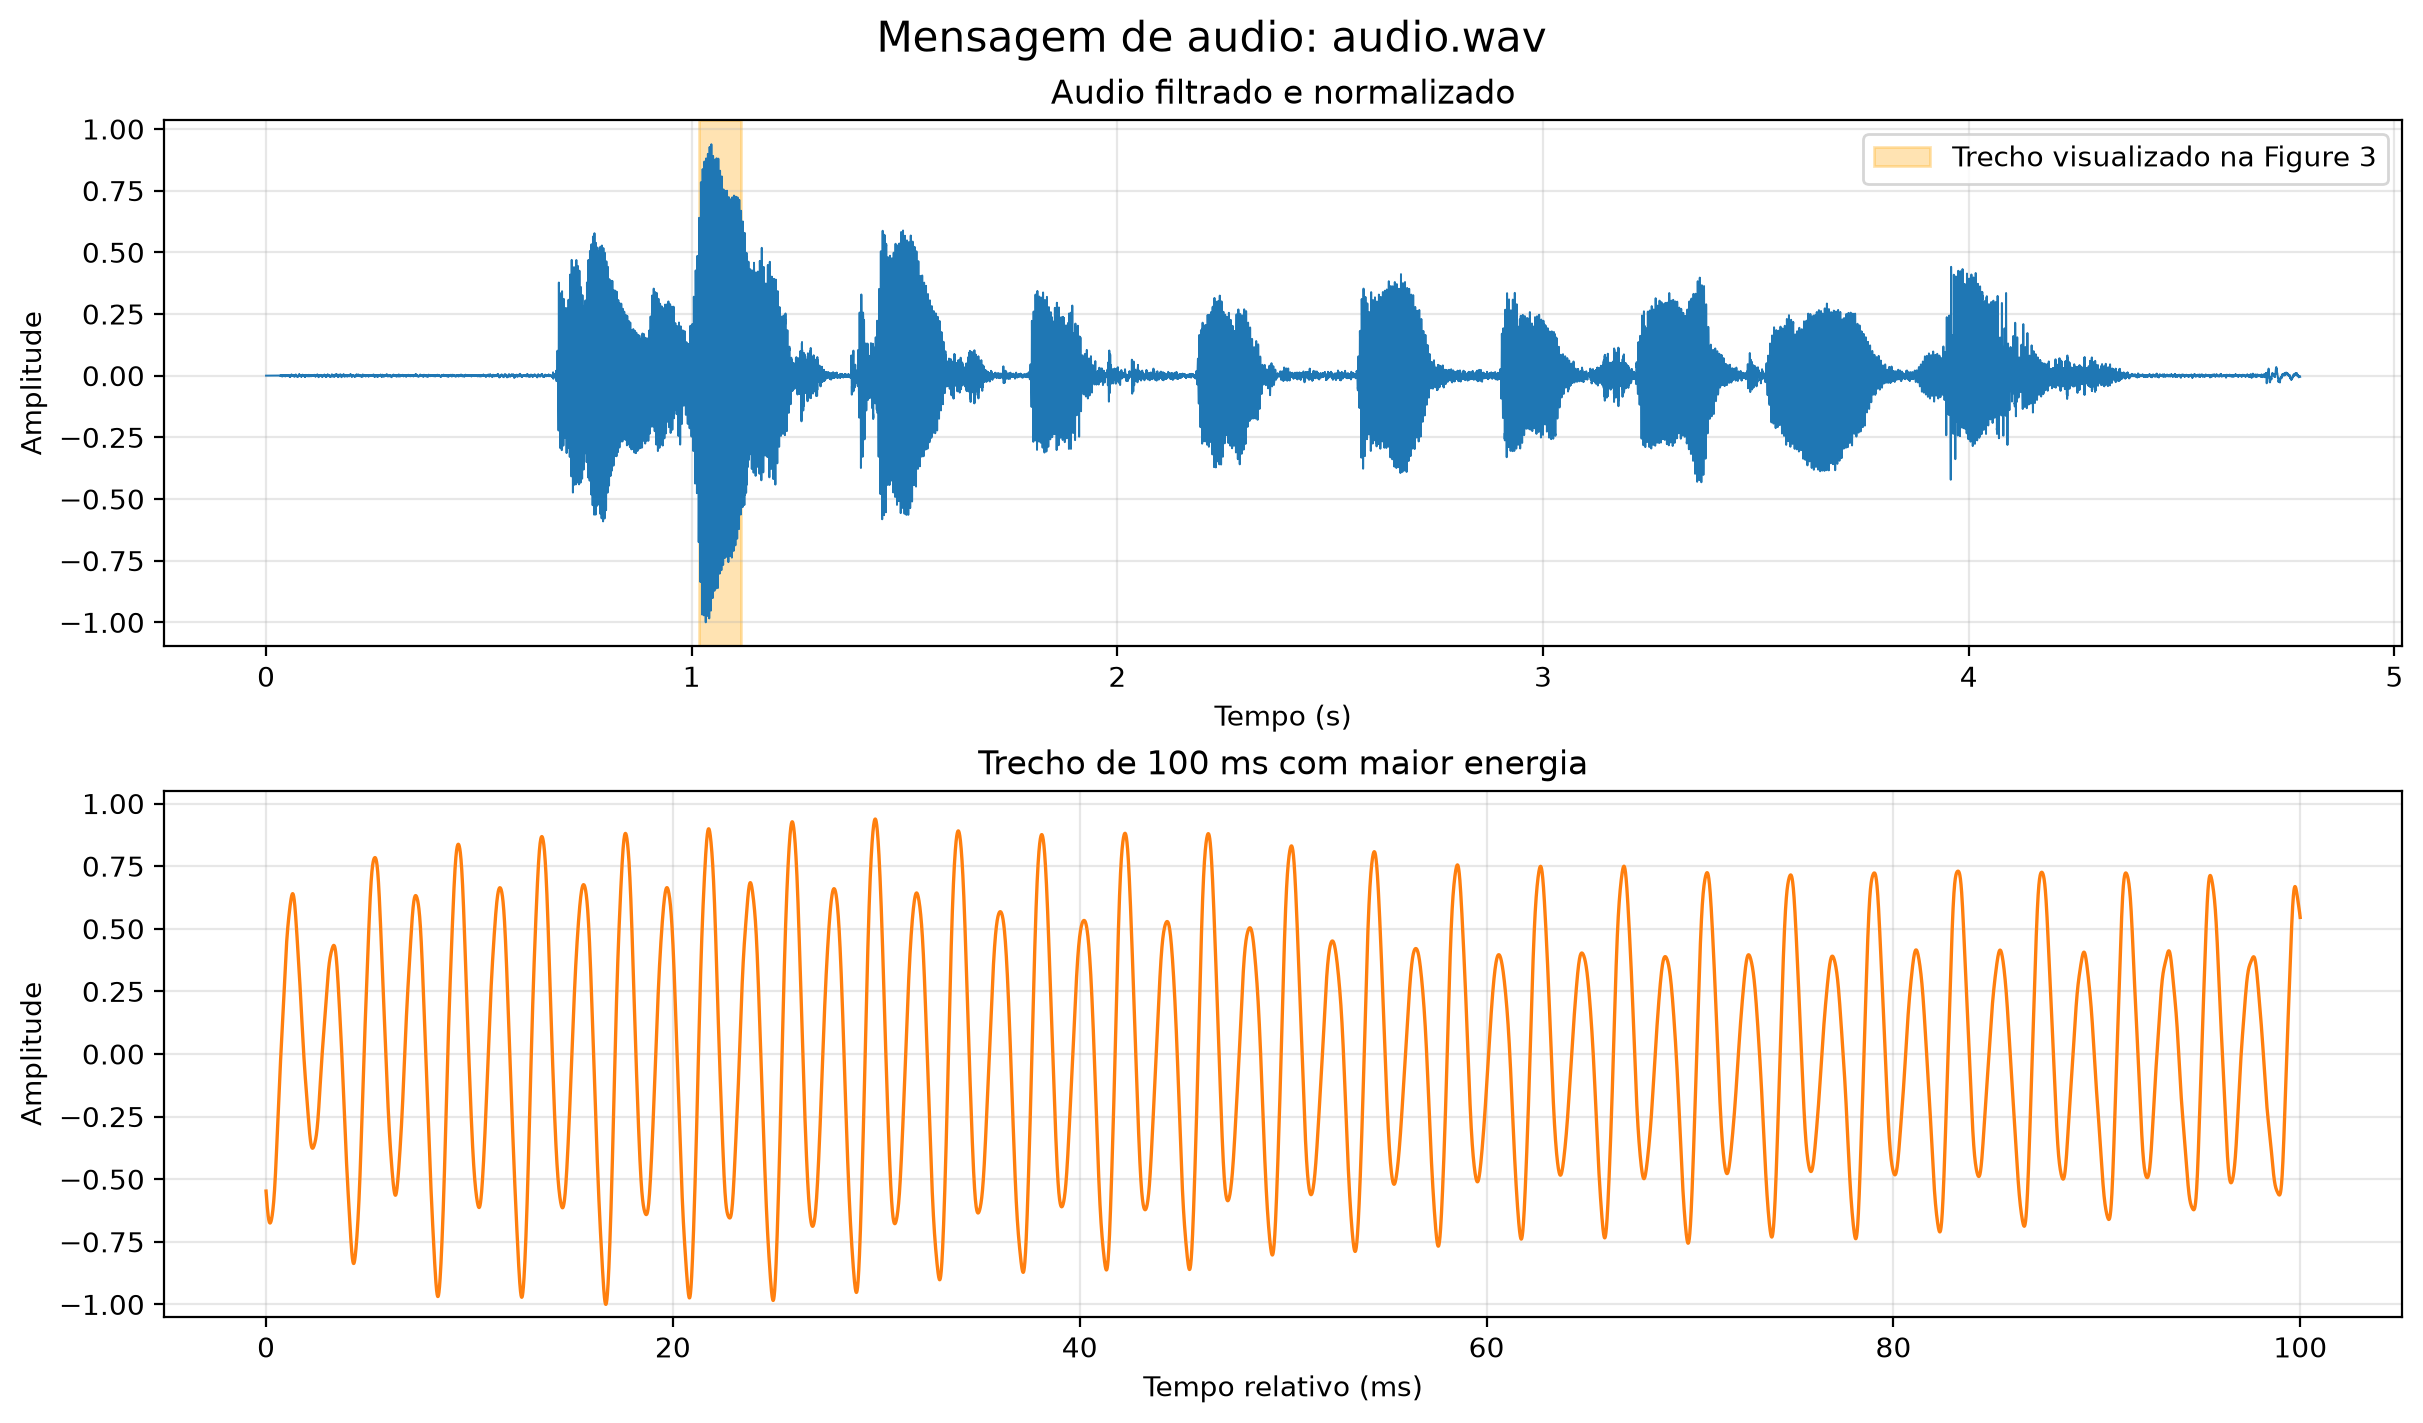 Mensagem de audio: audio.wav
Audio filtrado e normalizado
Amplitude
1.00
0.75
0.50
0.25
0.00
−0.25
−0.50
−0.75
−1.00
Trecho visualizado na Figure 3
0 1 2 3 4 5
Tempo (s)
Trecho de 100 ms com maior energia
Amplitude
1.00
0.75
0.50
0.25
0.00
−0.25
−0.50
−0.75
−1.00
0 20 40 60 80 100
Tempo relativo (ms)